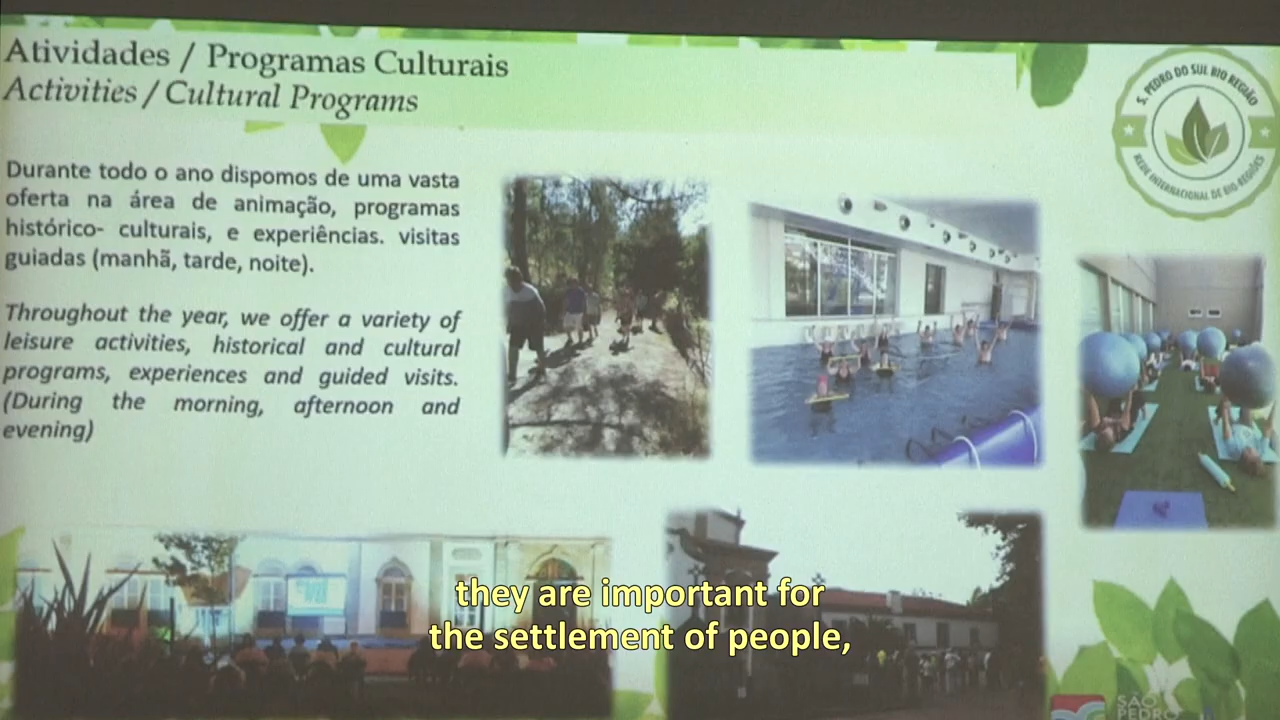 Atividades / Programas Culturais
Activities / Cultural Programs
S. PEDRO DO SUL BIO REGIÃO
REDE INTERNACIONAL DE BIO-REGIÕES
Durante todo o ano dispomos de uma vasta
oferta na área de animação, programas
histórico- culturais, e experiências. visitas
guiadas (manhã, tarde, noite).
Throughout the year, we offer a variety of
leisure activities, historical and cultural
programs, experiences and guided visits.
(During the morning, afternoon and
evening)
they are important for
the settlement of people,
SÃO
PEDRO